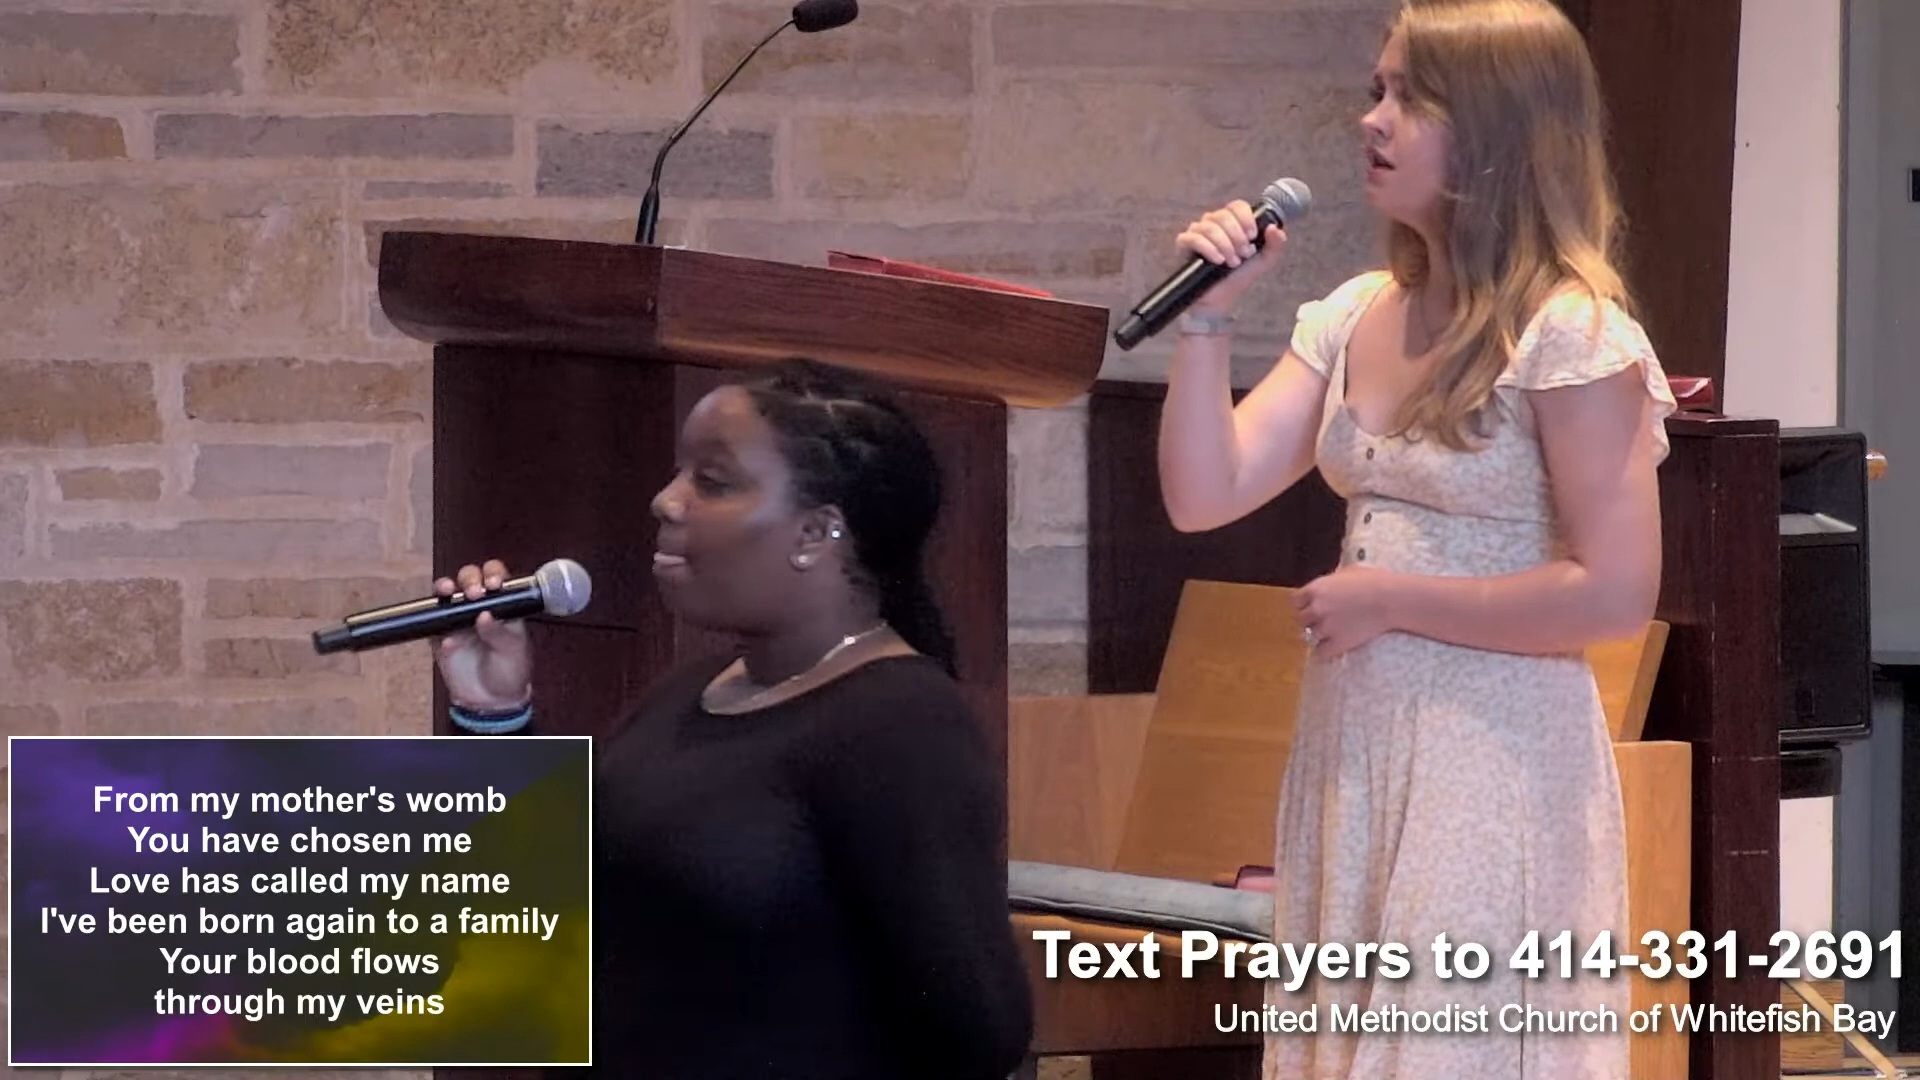 From my mother's womb
You have chosen me
Love has called my name
I've been born again to a family
Your blood flows
through my veins
Text Prayers to 414-331-2691
United Methodist Church of Whitefish Bay